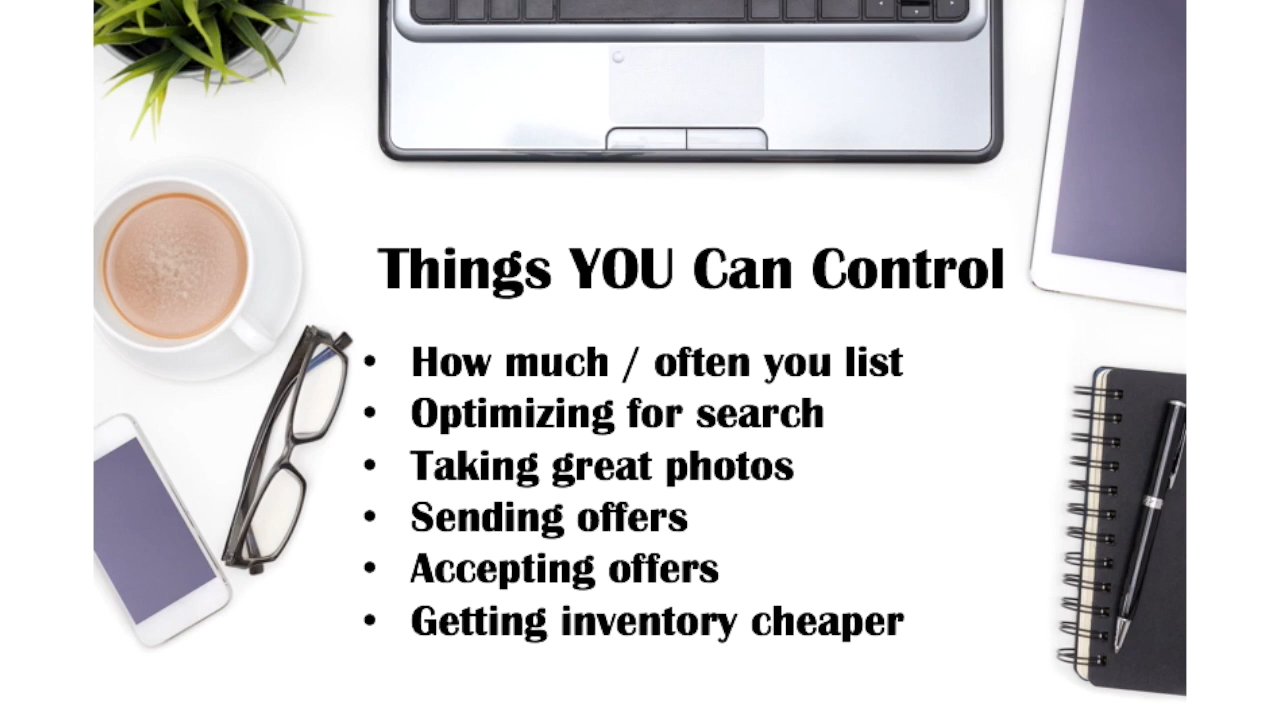 Things YOU Can Control
• How much / often you list
• Optimizing for search
• Taking great photos
• Sending offers
• Accepting offers
• Getting inventory cheaper